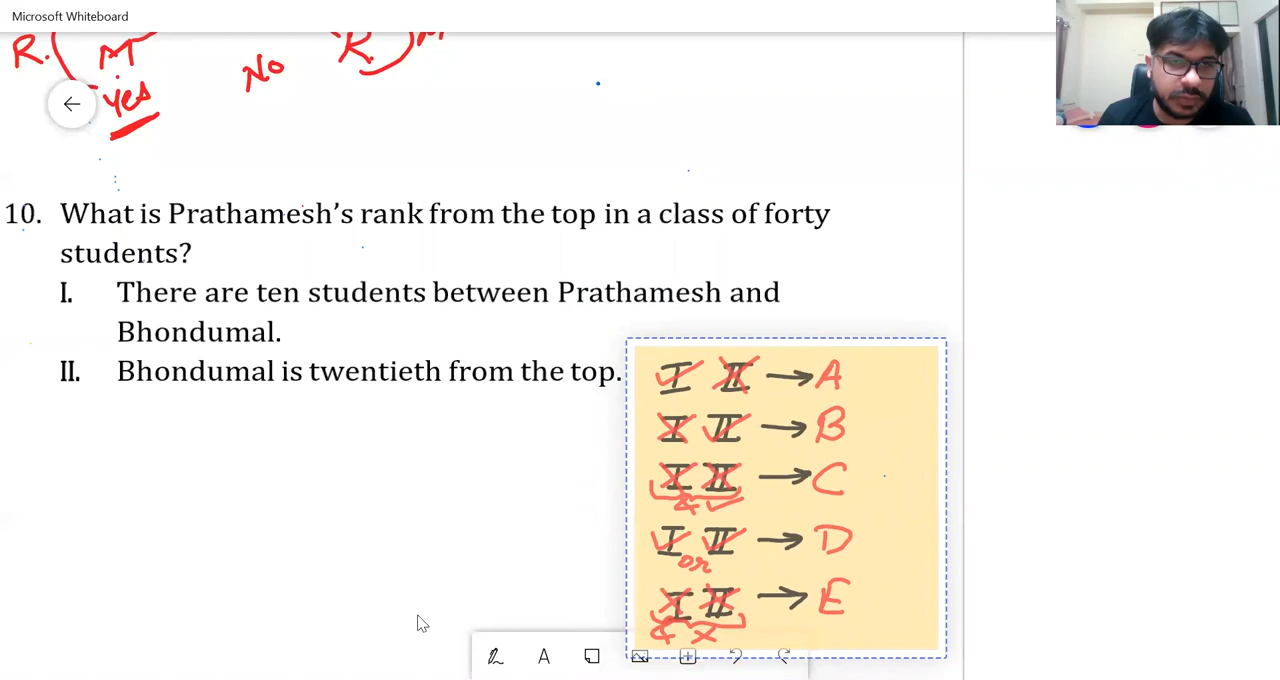 Microsoft Whiteboard
R. M R.
No
Yes
10. What is Prathamesh's rank from the top in a class of forty
students?
I. There are ten students between Prathamesh and
Bhondumal.
II. Bhondumal is twentieth from the top.
I II → A
I II → B
I II → C
&
I II → D
or
I II → E
&
A